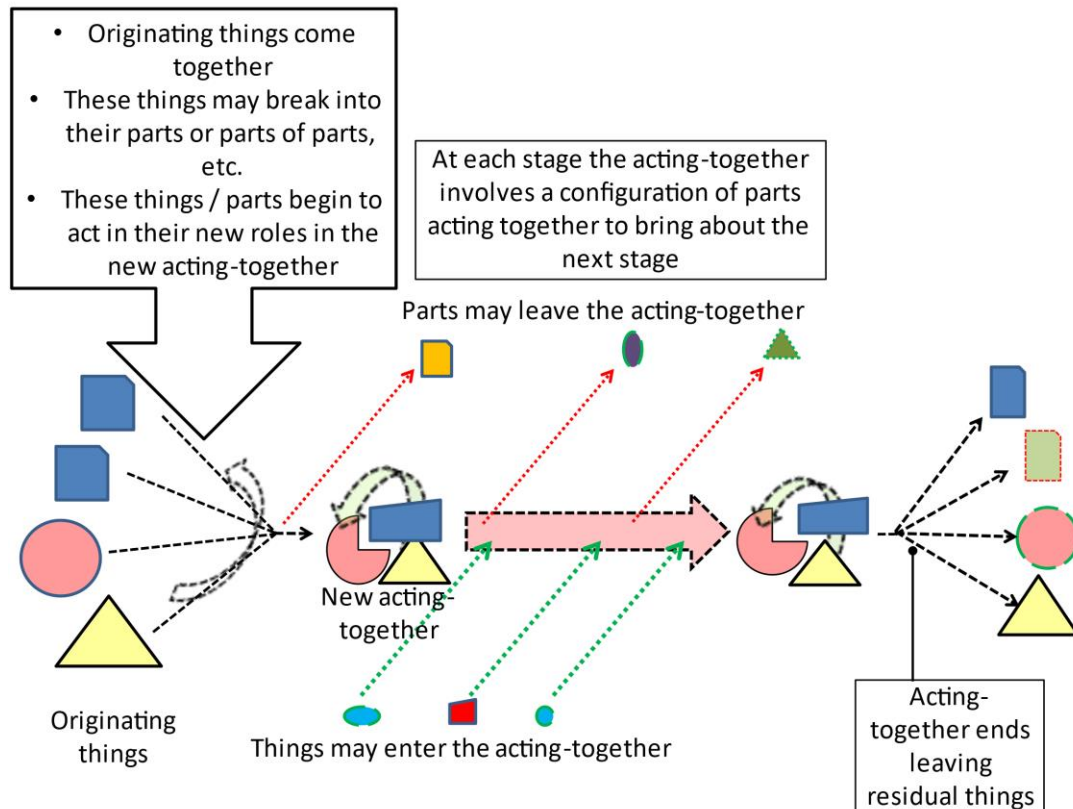 • Originating things come
together
• These things may break into
their parts or parts of parts,
etc.
• These things / parts begin to
act in their new roles in the
new acting-together
At each stage the acting-together
involves a configuration of parts
acting together to bring about the
next stage
Parts may leave the acting-together
New acting-
together
Originating
things
Things may enter the acting-together
Acting-
together ends
leaving
residual things